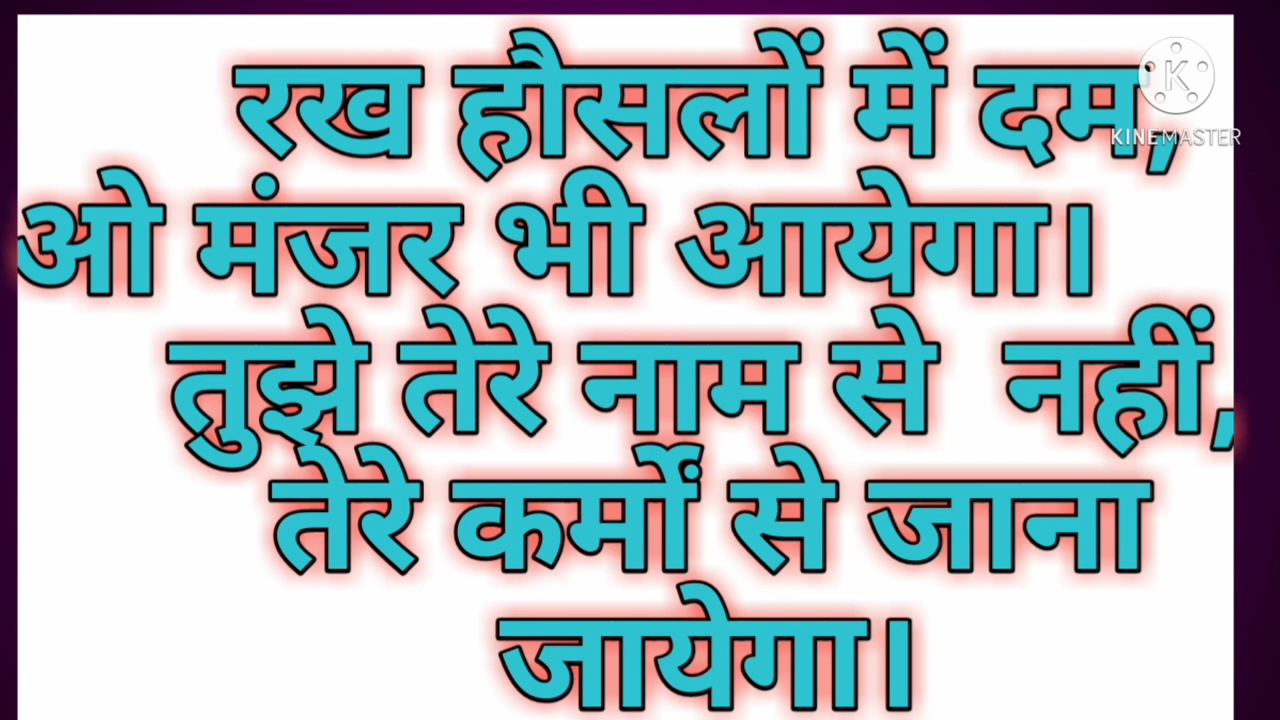 रख हौसलों में दम,
KINEMASTER
ओ मंजर भी आयेगा।
तुझे तेरे नाम से नहीं,
तेरे कर्मों से जाना
जायेगा।